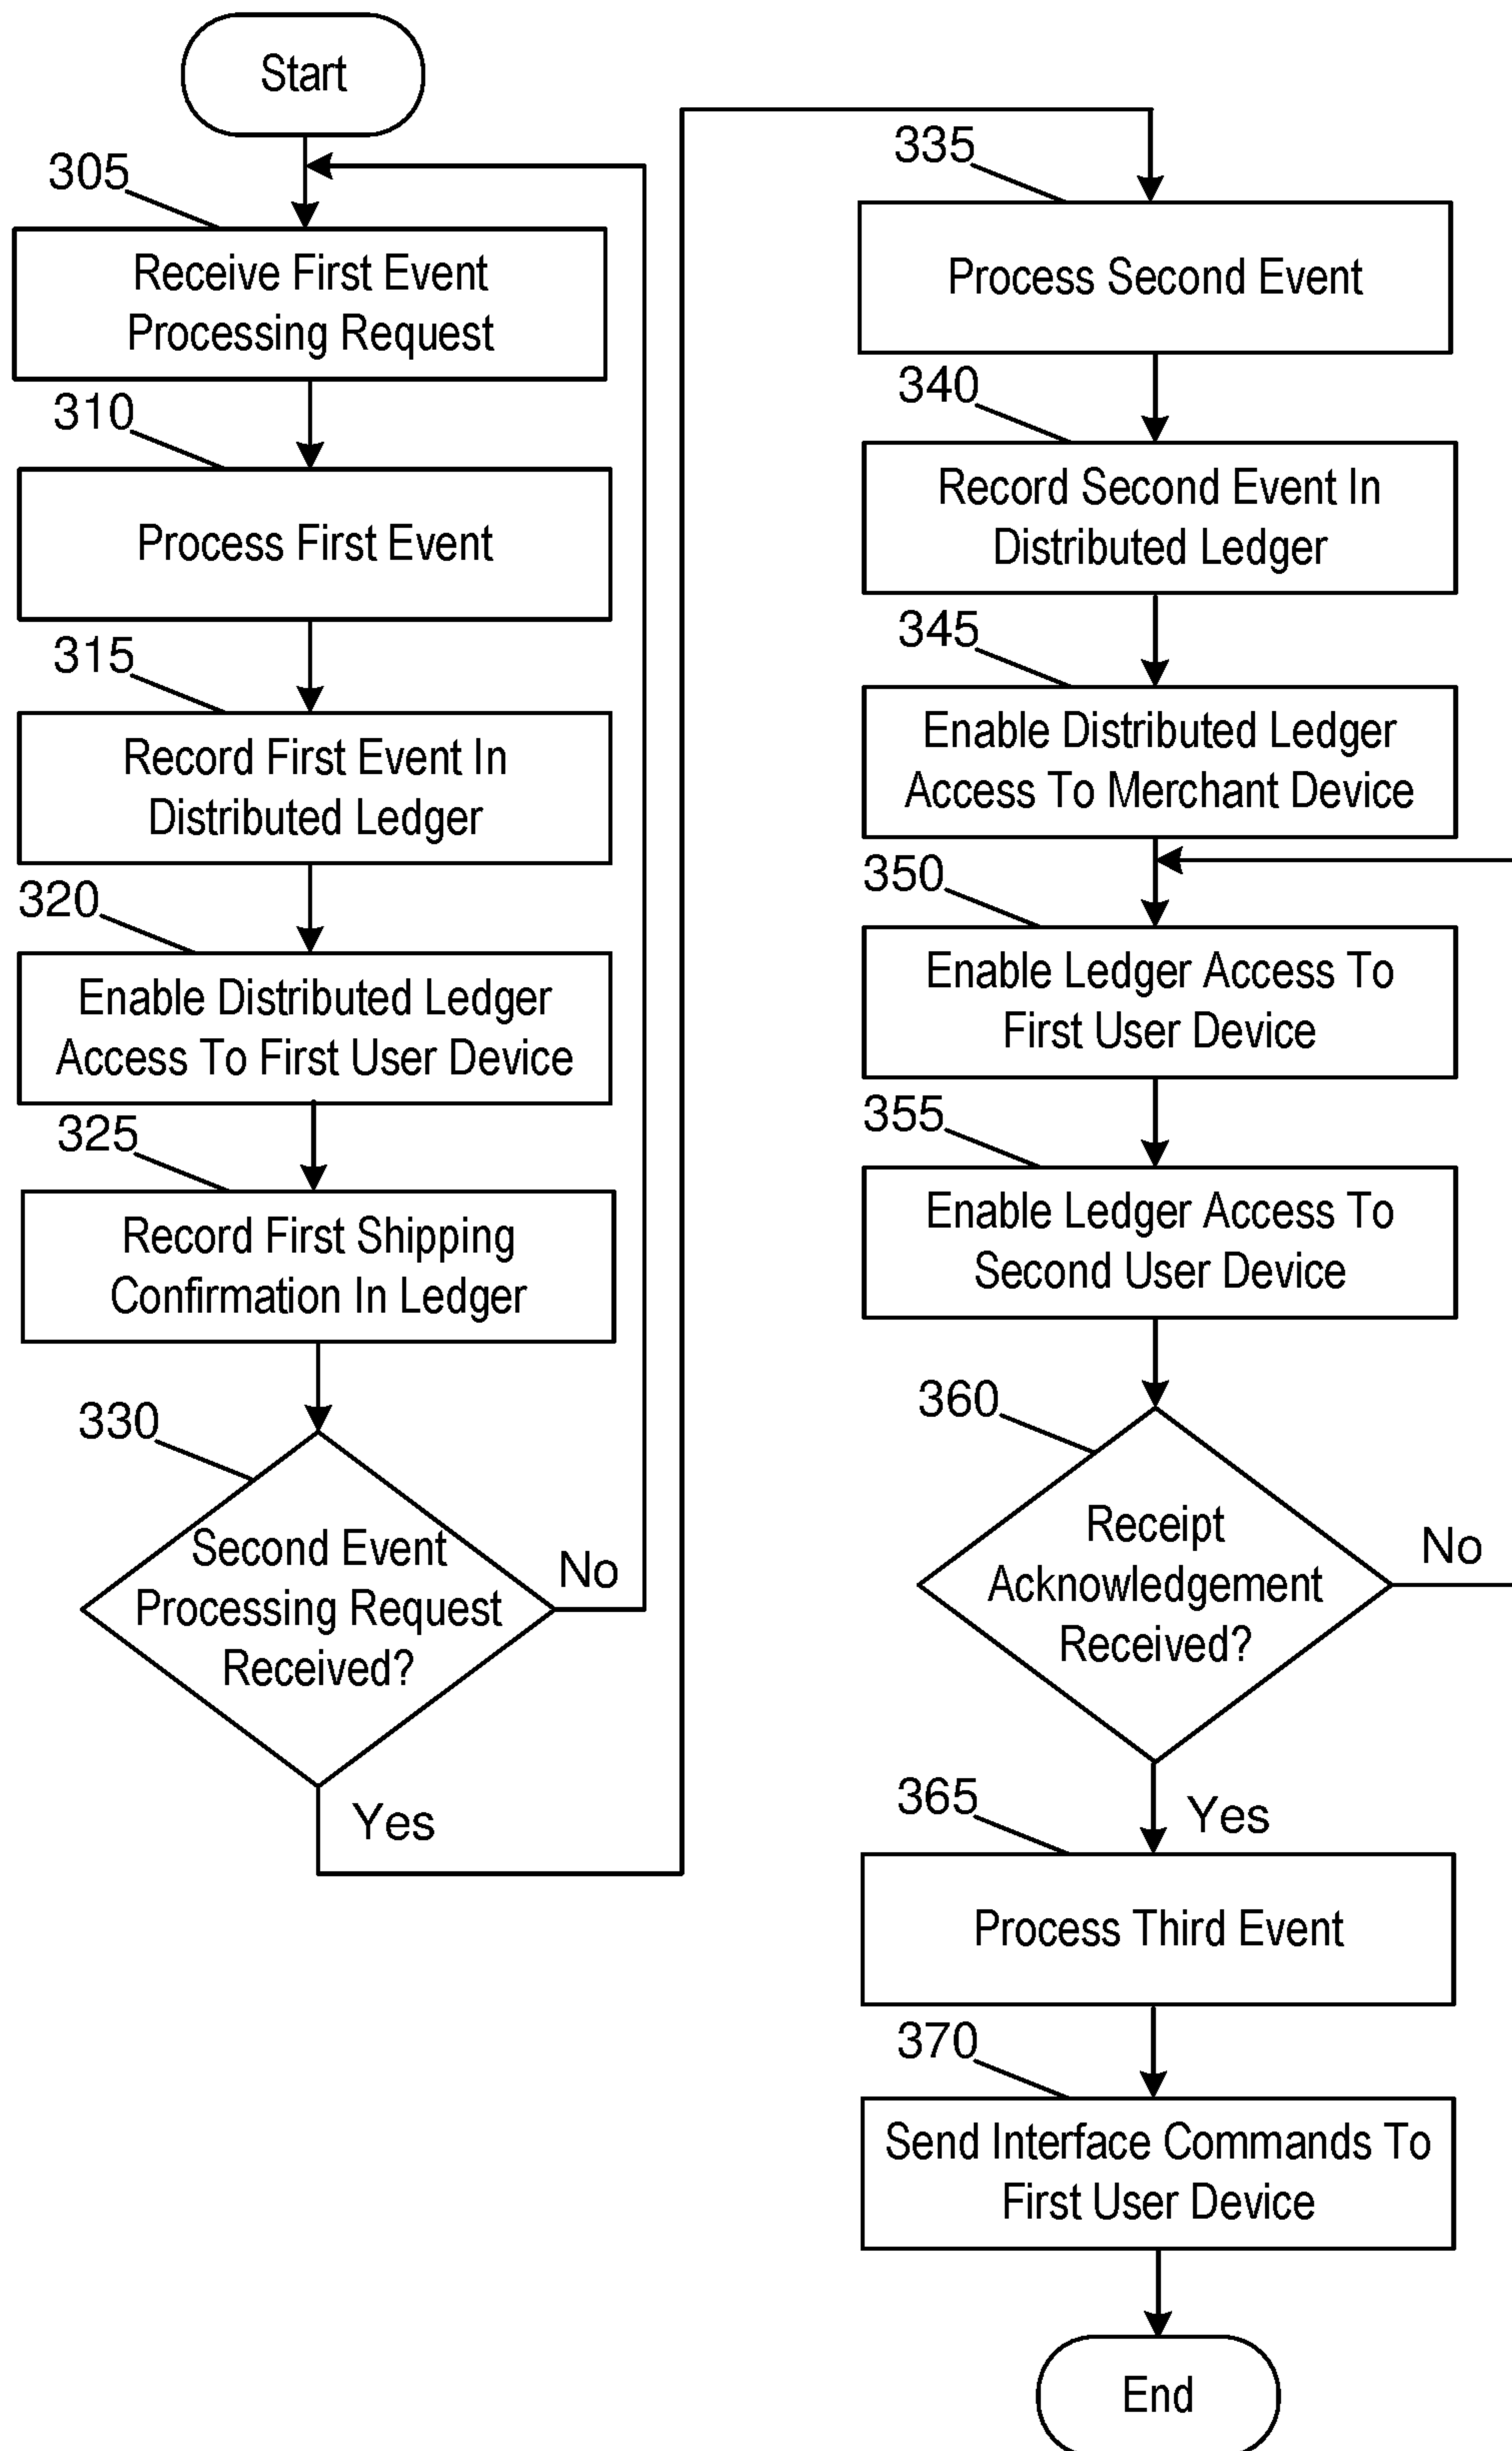 Start
305
Receive First Event
Processing Request
310
Process First Event
315
Record First Event In
Distributed Ledger
320
Enable Distributed Ledger
Access To First User Device
325
Record First Shipping
Confirmation In Ledger
330
Second Event
Processing Request
Received?
No
Yes
335
Process Second Event
340
Record Second Event In
Distributed Ledger
345
Enable Distributed Ledger
Access To Merchant Device
350
Enable Ledger Access To
First User Device
355
Enable Ledger Access To
Second User Device
360
Receipt
Acknowledgement
Received?
No
Yes
365
Process Third Event
370
Send Interface Commands To
First User Device
End